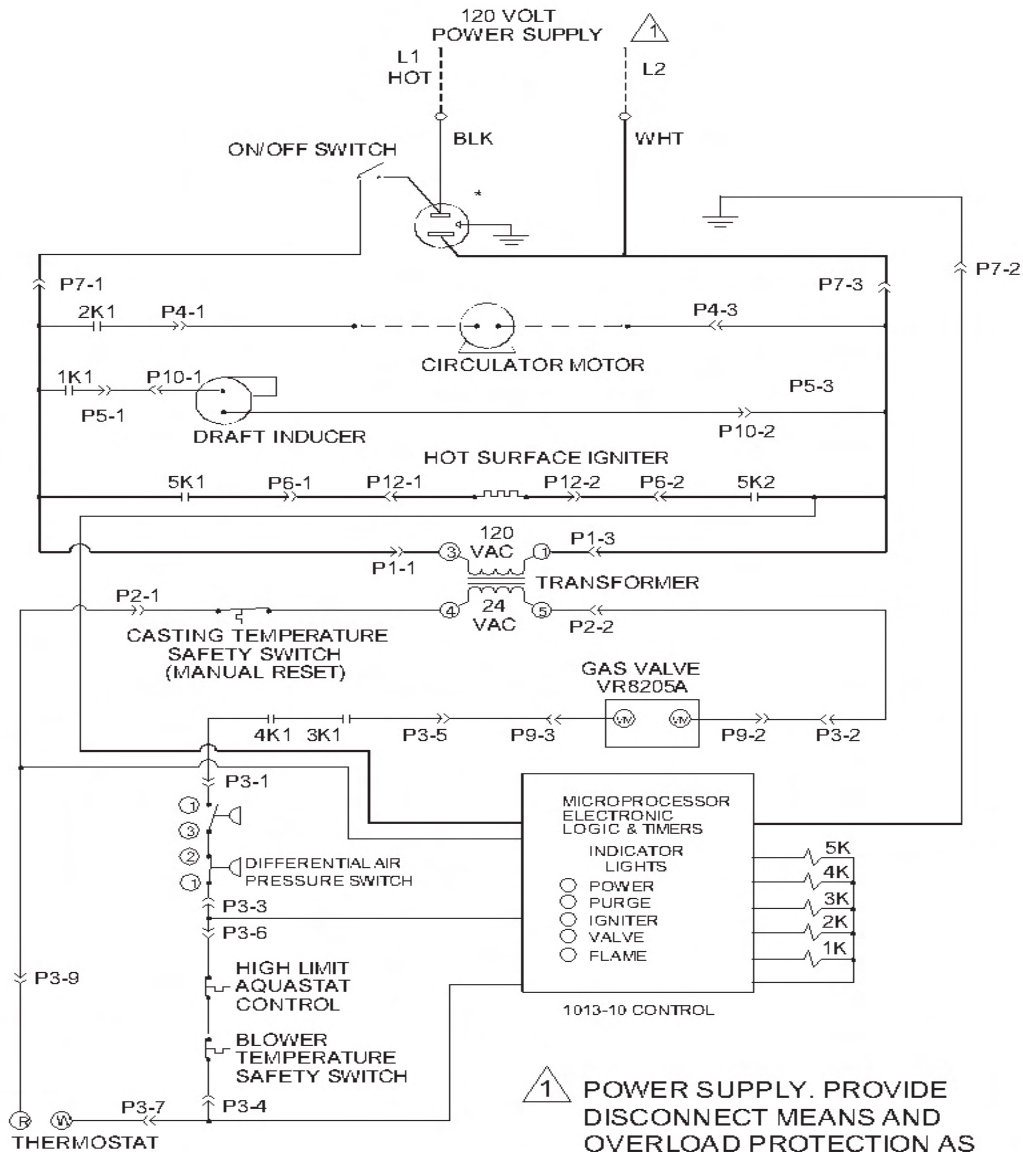 120 VOLT
POWER SUPPLY
1
L1
HOT
L2
BLK
WHT
ON/OFF SWITCH
*
P7-1
P7-3
P7-2
2K1
P4-1
P4-3
CIRCULATOR MOTOR
1K1
P10-1
P5-3
P5-1
P10-2
DRAFT INDUCER
HOT SURFACE IGNITER
5K1
P6-1
P12-1
P12-2
P6-2
5K2
120
VAC
3
1
P1-3
P1-1
TRANSFORMER
P2-1
4
24
VAC
5
P2-2
CASTING TEMPERATURE
SAFETY SWITCH
(MANUAL RESET)
GAS VALVE
VR8205A
4K1
3K1
P3-5
P9-3
P9-2
P3-2
P3-1
1
3
2
1
DIFFERENTIAL AIR
PRESSURE SWITCH
P3-3
P3-6
MICROPROCESSOR
ELECTRONIC
LOGIC & TIMERS
INDICATOR
LIGHTS
POWER
PURGE
IGNITER
VALVE
FLAME
5K
4K
3K
2K
1K
1013-10 CONTROL
P3-9
HIGH LIMIT
AQUASTAT
CONTROL
BLOWER
TEMPERATURE
SAFETY SWITCH
R
W
P3-7
P3-4
THERMOSTAT
1
POWER SUPPLY. PROVIDE
DISCONNECT MEANS AND
OVERLOAD PROTECTION AS